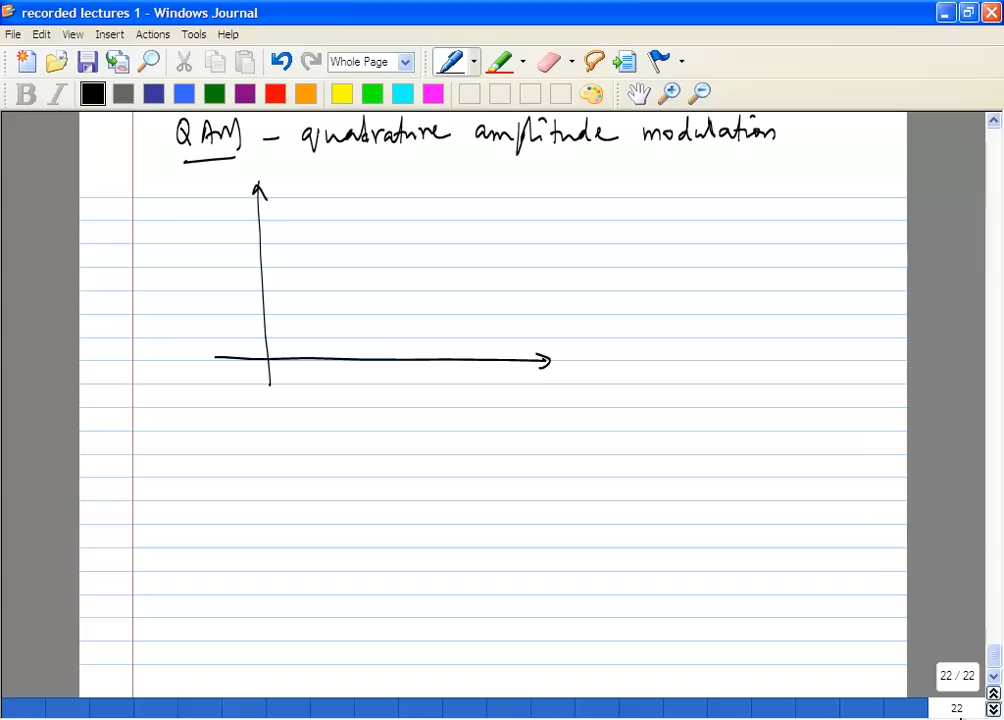 recorded lectures 1 - Windows Journal
File Edit View Insert Actions Tools Help
Whole Page
B I
QAM - quadrature amplitude modulation
22 / 22
22